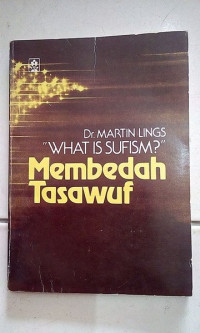 Dr. MARTIN LINGS
"WHAT IS SUFISM?"
Membedah
Tasawuf